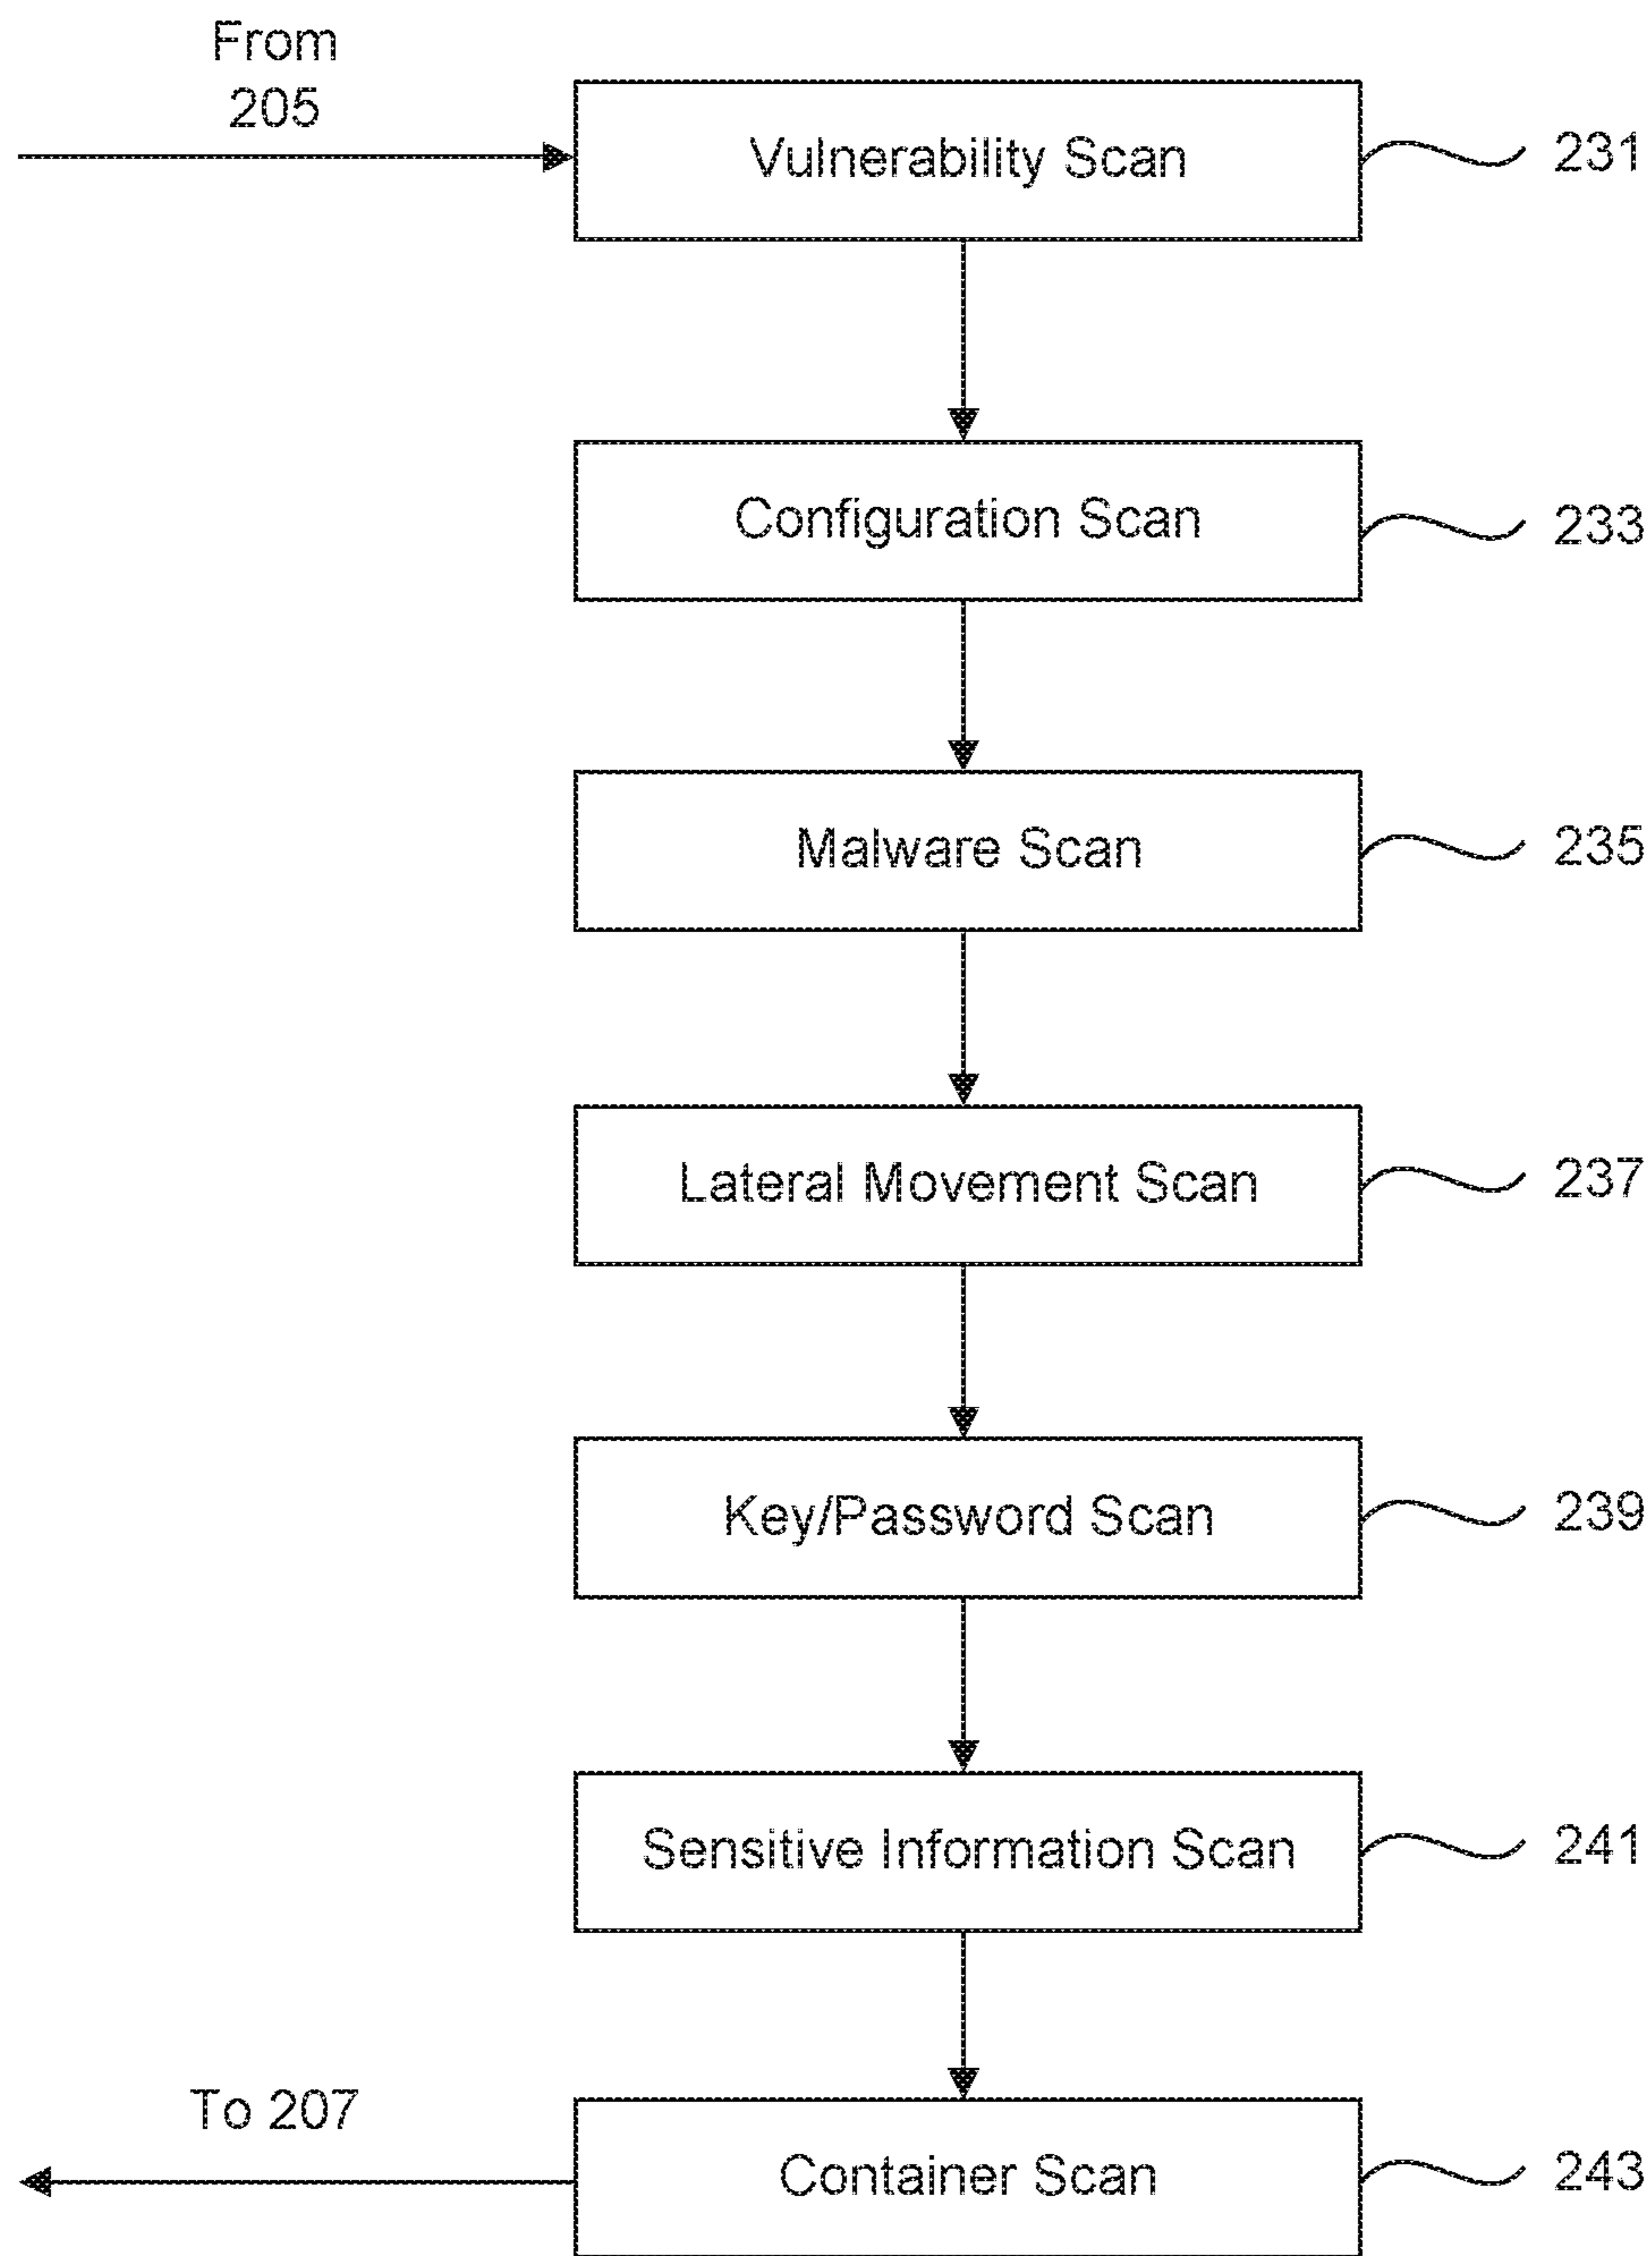 From
205
Vulnerability Scan
231
Configuration Scan
233
Malware Scan
235
Lateral Movement Scan
237
Key/Password Scan
239
Sensitive Information Scan
241
To 207
Container Scan
243